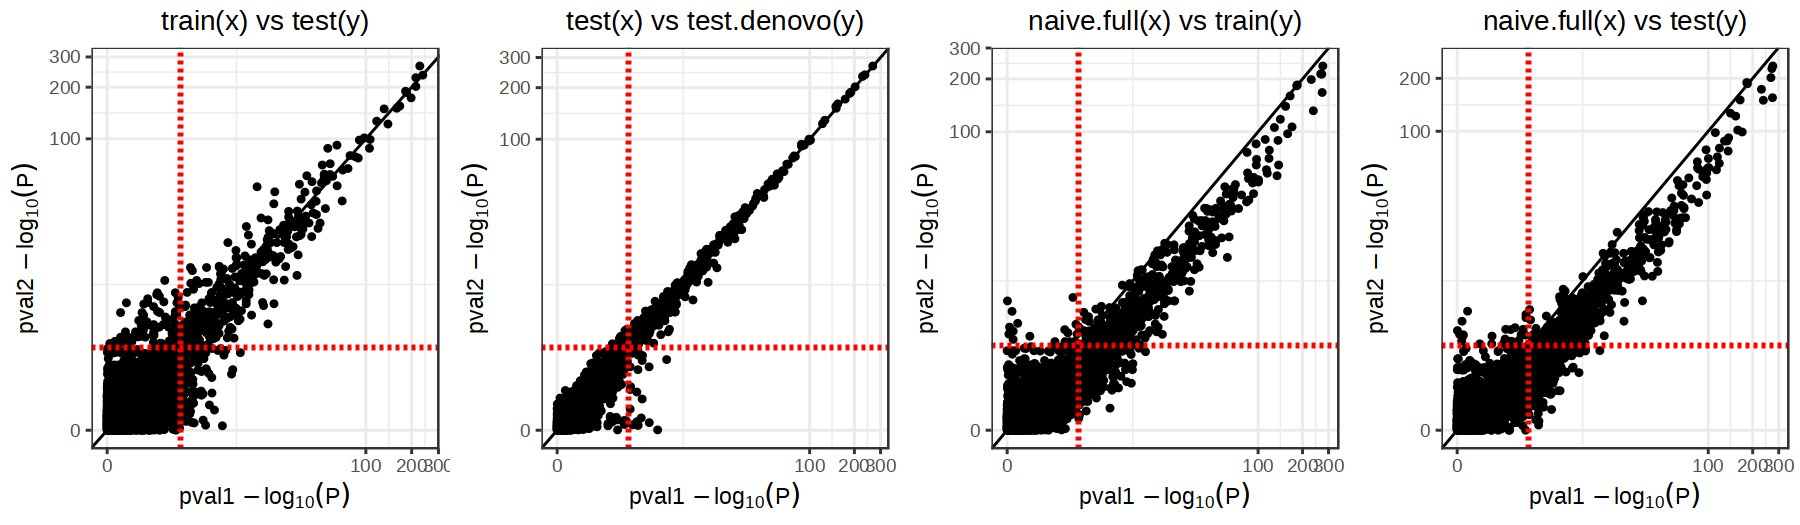 train(x) vs test(y)
300
200
100
0
0
100
200
300
pval1 −log10(P)
pval2 −log10(P)
test(x) vs test.denovo(y)
300
200
100
0
0
100
200
300
pval1 −log10(P)
pval2 −log10(P)
naive.full(x) vs train(y)
300
200
100
0
0
100
200
300
pval1 −log10(P)
pval2 −log10(P)
naive.full(x) vs test(y)
200
100
0
0
100
200
300
pval1 −log10(P)
pval2 −log10(P)